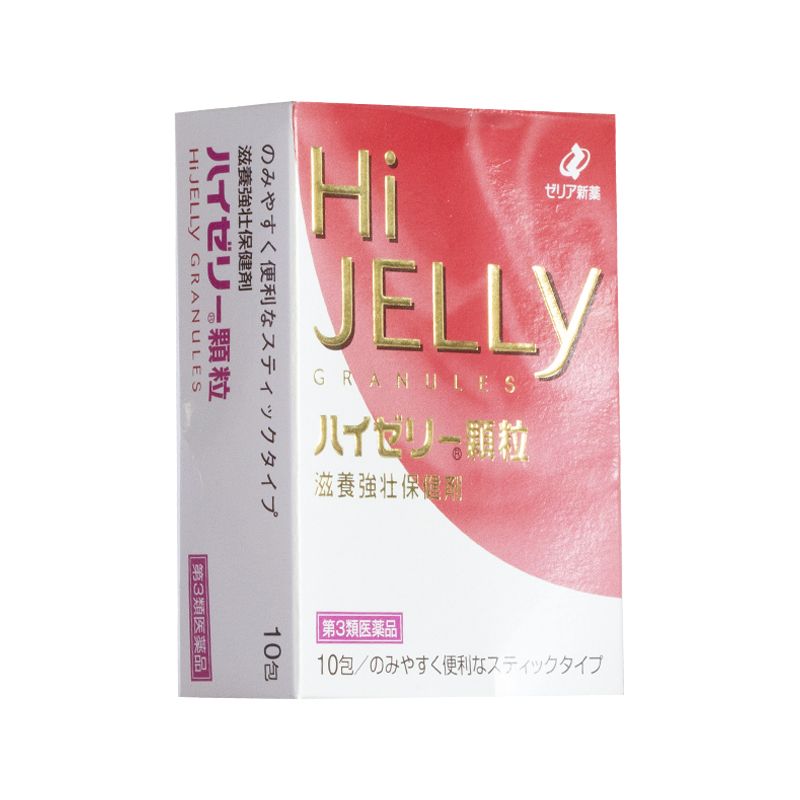 のみやすく便利なスティックタイプ
滋養強壮保健剤
ハイゼリー®顆粒
HiJELLY GRANULES
第3類医薬品
10包
ゼリア新薬
Hi
JELLY
GRANULES
ハイゼリー®顆粒
滋養強壮保健剤
第3類医薬品
10包/のみやすく便利なスティックタイプ